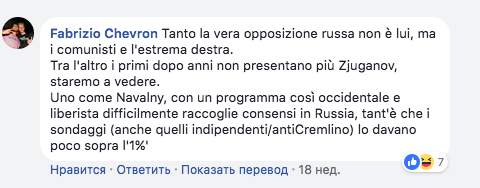 Fabrizio Chevron Tanto la vera opposizione russa non è lui, ma
i comunisti e l'estrema destra.
Tra l'altro i primi dopo anni non presentano più Zjuganov,
staremo a vedere.
Uno come Navalny, con un programma così occidentale e
liberista difficilmente raccoglie consensi in Russia, tant'è che i
sondaggi (anche quelli indipendenti/antiCremlino) lo davano
poco sopra l'1%'
7
Нравится · Ответить · Показать перевод · 18 нед.